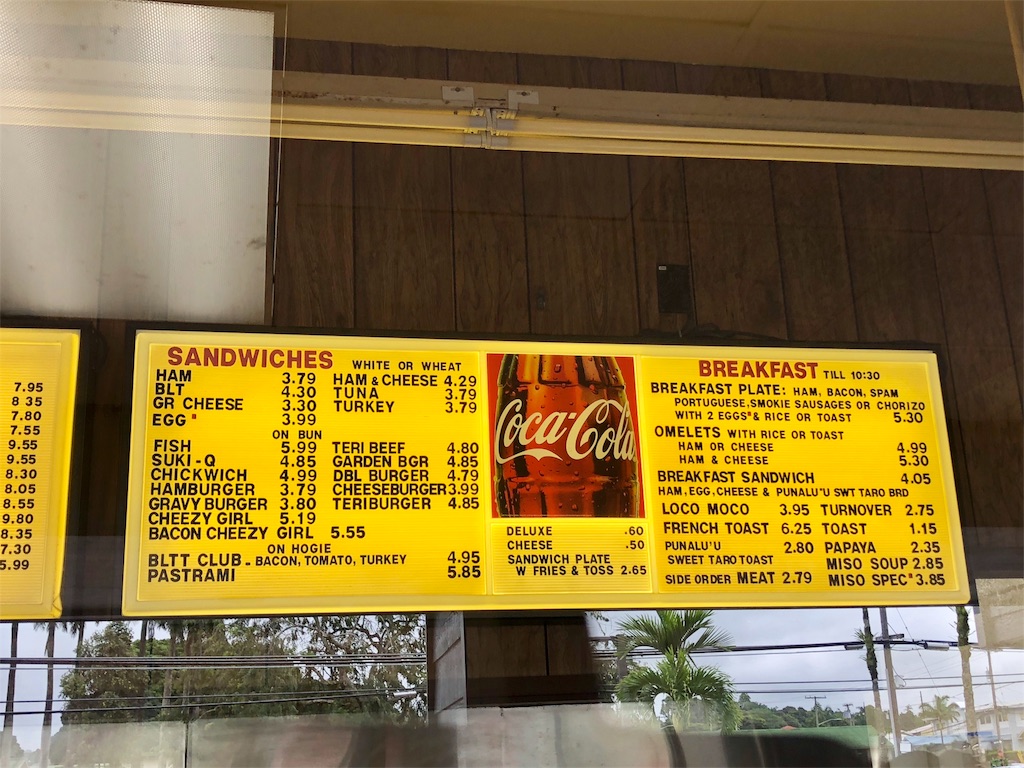 7.95
8 35
7.80
7.55
9.55
9.55
8.30
8.05
8.55
9.80
8.35
7.30
5.99
SANDWICHES WHITE OR WHEAT
HAM 3.79 HAM & CHEESE 4.29
BLT 4.30 TUNA 3.79
GR CHEESE 3.30 TURKEY 3.79
EGG 3.99
ON BUN
FISH 5.99 TERI BEEF 4.80
SUKI-Q 4.85 GARDEN BGR 4.85
CHICKWICH 4.99 DBL BURGER 4.79
HAMBURGER 3.79 CHEESEBURGER 3.99
GRAVY BURGER 3.80 TERIBURGER 4.85
CHEEZY GIRL 5.19
BACON CHEEZY GIRL 5.55
ON HOGIE
BLTT CLUB - BACON, TOMATO, TURKEY 4.95
PASTRAMI 5.85
Coca-Cola
DELUXE .60
CHEESE .50
SANDWICH PLATE
W FRIES & TOSS 2.65
BREAKFAST TILL 10:30
BREAKFAST PLATE: HAM, BACON, SPAM
PORTUGUESE, SMOKIE SAUSAGES OR CHORIZO
WITH 2 EGGS & RICE OR TOAST 5.30
OMELETS WITH RICE OR TOAST
HAM OR CHEESE 4.99
HAM & CHEESE 5.30
BREAKFAST SANDWICH 4.05
HAM, EGG, CHEESE & PUNALU'U SWT TARO BRD
LOCO MOCO 3.95 TURNOVER 2.75
FRENCH TOAST 6.25 TOAST 1.15
PUNALU'U 2.80 PAPAYA 2.35
SWEET TARO TOAST MISO SOUP 2.85
SIDE ORDER MEAT 2.79 MISO SPEC" 3.85